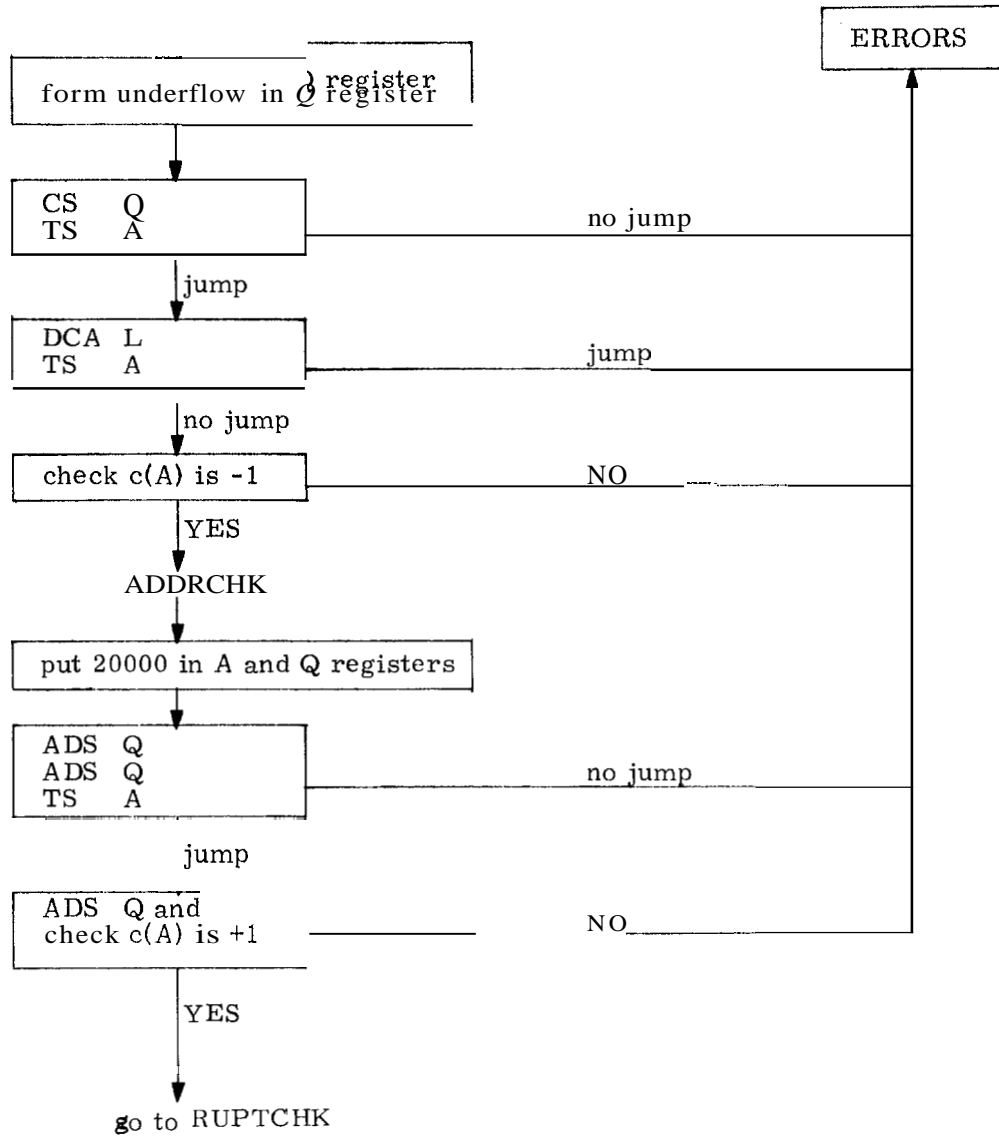 ERRORS
form underflow in Q register
CS Q
TS A
no jump
jump
DCA L
TS A
jump
no jump
check c(A) is -1
NO
YES
ADDRCHK
put 20000 in A and Q registers
ADS Q
ADS Q
TS A
no jump
jump
ADS Q and
check c(A) is +1
NO
YES
go to RUPTCHK